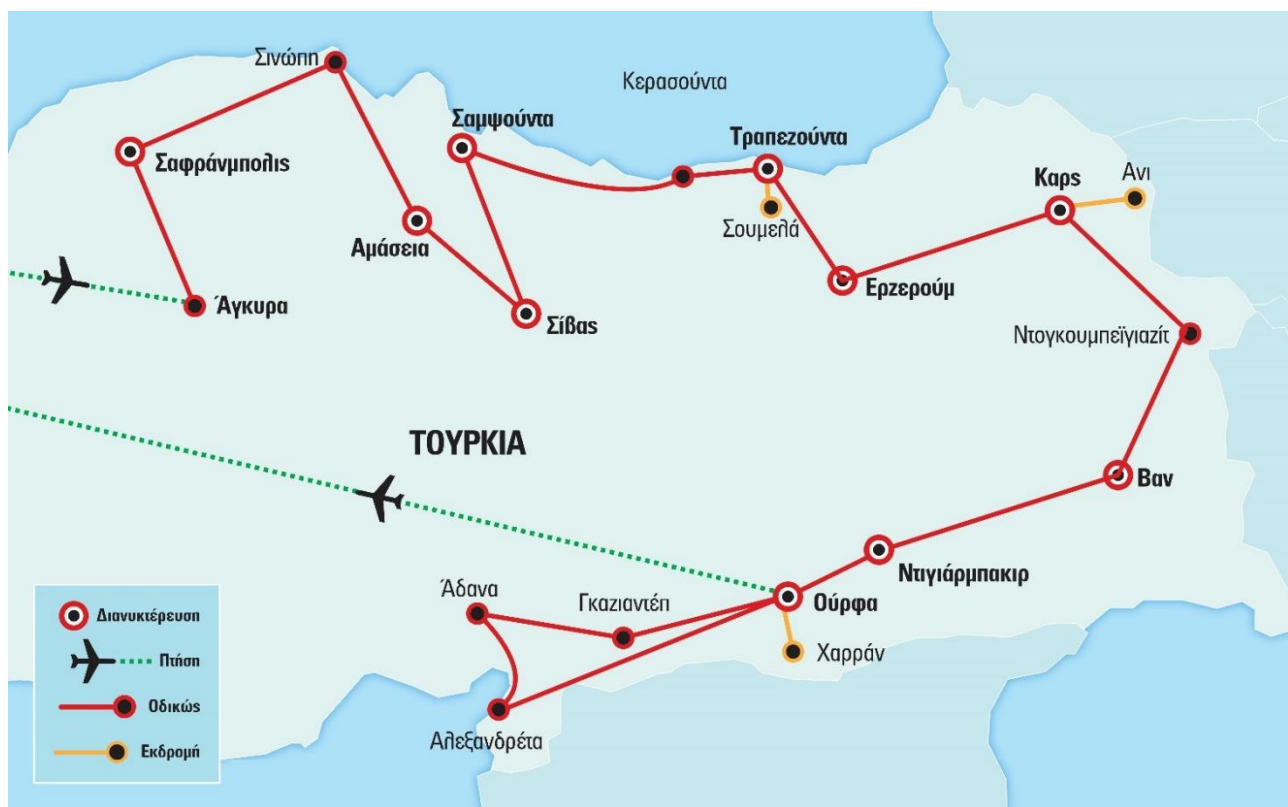 Σινώπη
Κερασούντα
Σαμψούντα
Τραπεζούντα
Σαφράνμπολις
Καρς
Ανι
Αμάσεια
Σουμελά
Άγκυρα
Σίβας
Ερζερούμ
Ντογκουμπεϊγιαζίτ
ΤΟΥΡΚΙΑ
Βαν
Ντιγιάρμπακιρ
Άδανα
Γκαζιαντέπ
Ούρφα
Χαρράν
Αλεξανδρέτα
Διανυκτέρευση
Πτήση
Οδικώς
Εκδρομή